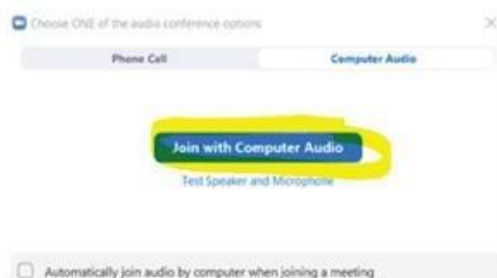 Choose ONE of the audio conference options
Phone Call
Computer Audio
Join with Computer Audio
Test Speaker and Microphone
Automatically join audio by computer when joining a meeting